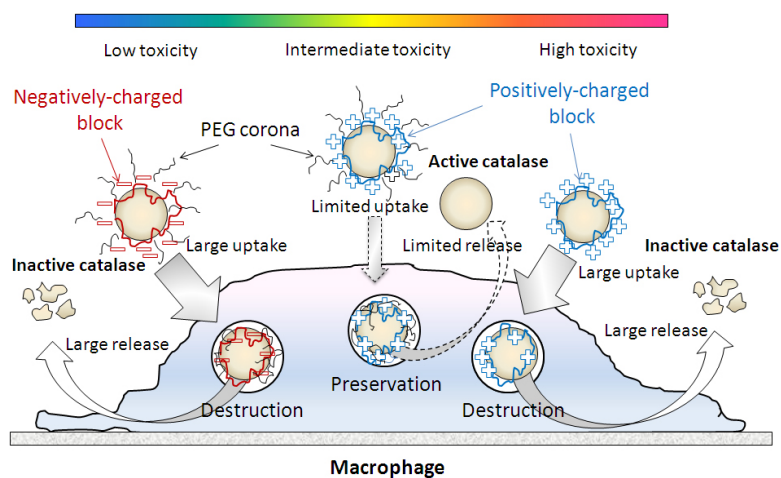 Low toxicity
Intermediate toxicity
High toxicity
Negatively-charged
block
PEG corona
Positively-charged
block
Active catalase
Limited uptake
Large uptake
Limited release
Inactive catalase
Inactive catalase
Large uptake
Large release
Large release
Preservation
Destruction
Destruction
Macrophage